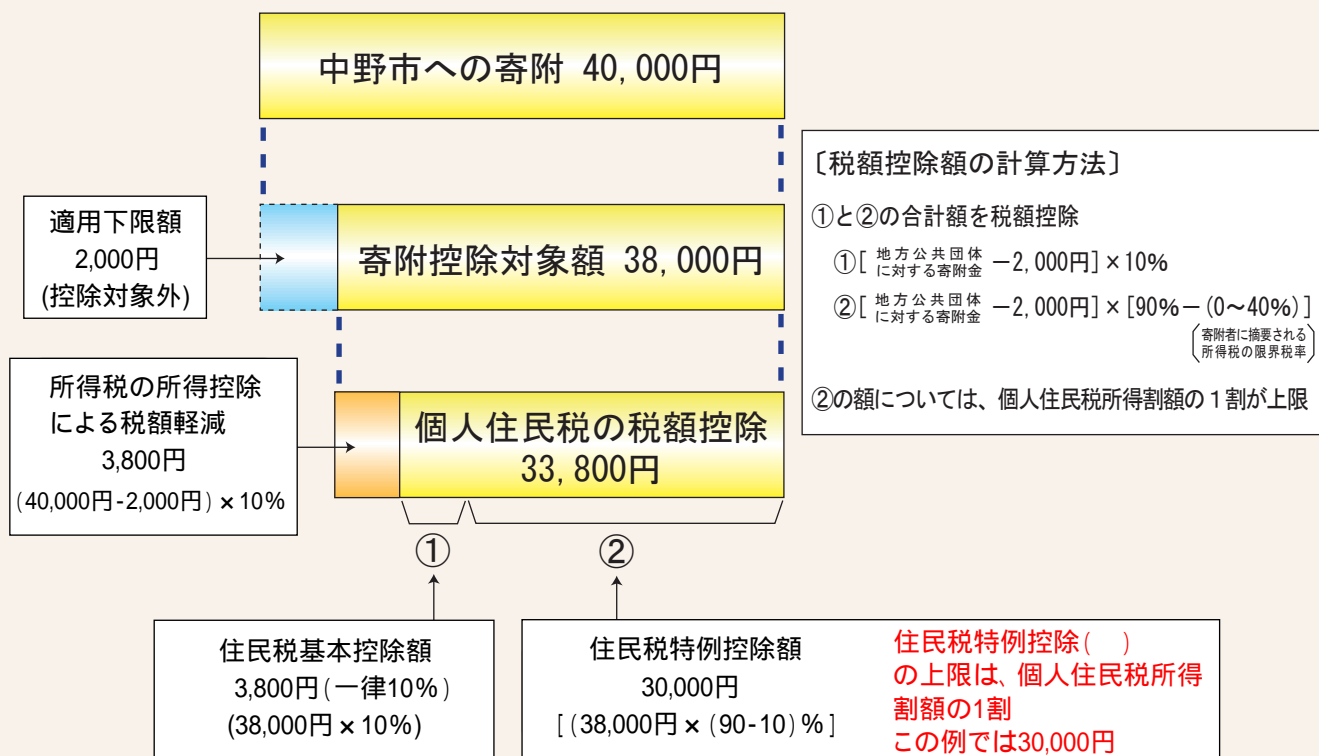 中野市への寄附 40,000円
適用下限額
2,000円
(控除対象外)
寄附控除対象額 38,000円
所得税の所得控除
による税額軽減
3,800円
(40,000円-2,000円)×10%
個人住民税の税額控除
33,800円
①
②
住民税基本控除額
3,800円(一律10%)
(38,000円×10%)
住民税特例控除額
30,000円
[(38,000円×(90-10)%]
住民税特例控除( )
の上限は、個人住民税所得
割額の1割
この例では30,000円
〔税額控除額の計算方法〕
①と②の合計額を税額控除
①[地方公共団体に対する寄附金-2,000円]×10%
②[地方公共団体に対する寄附金-2,000円]×[90%-(0~40%)]
(寄附者に摘要される
所得税の限界税率)
②の額については、個人住民税所得割額の1割が上限